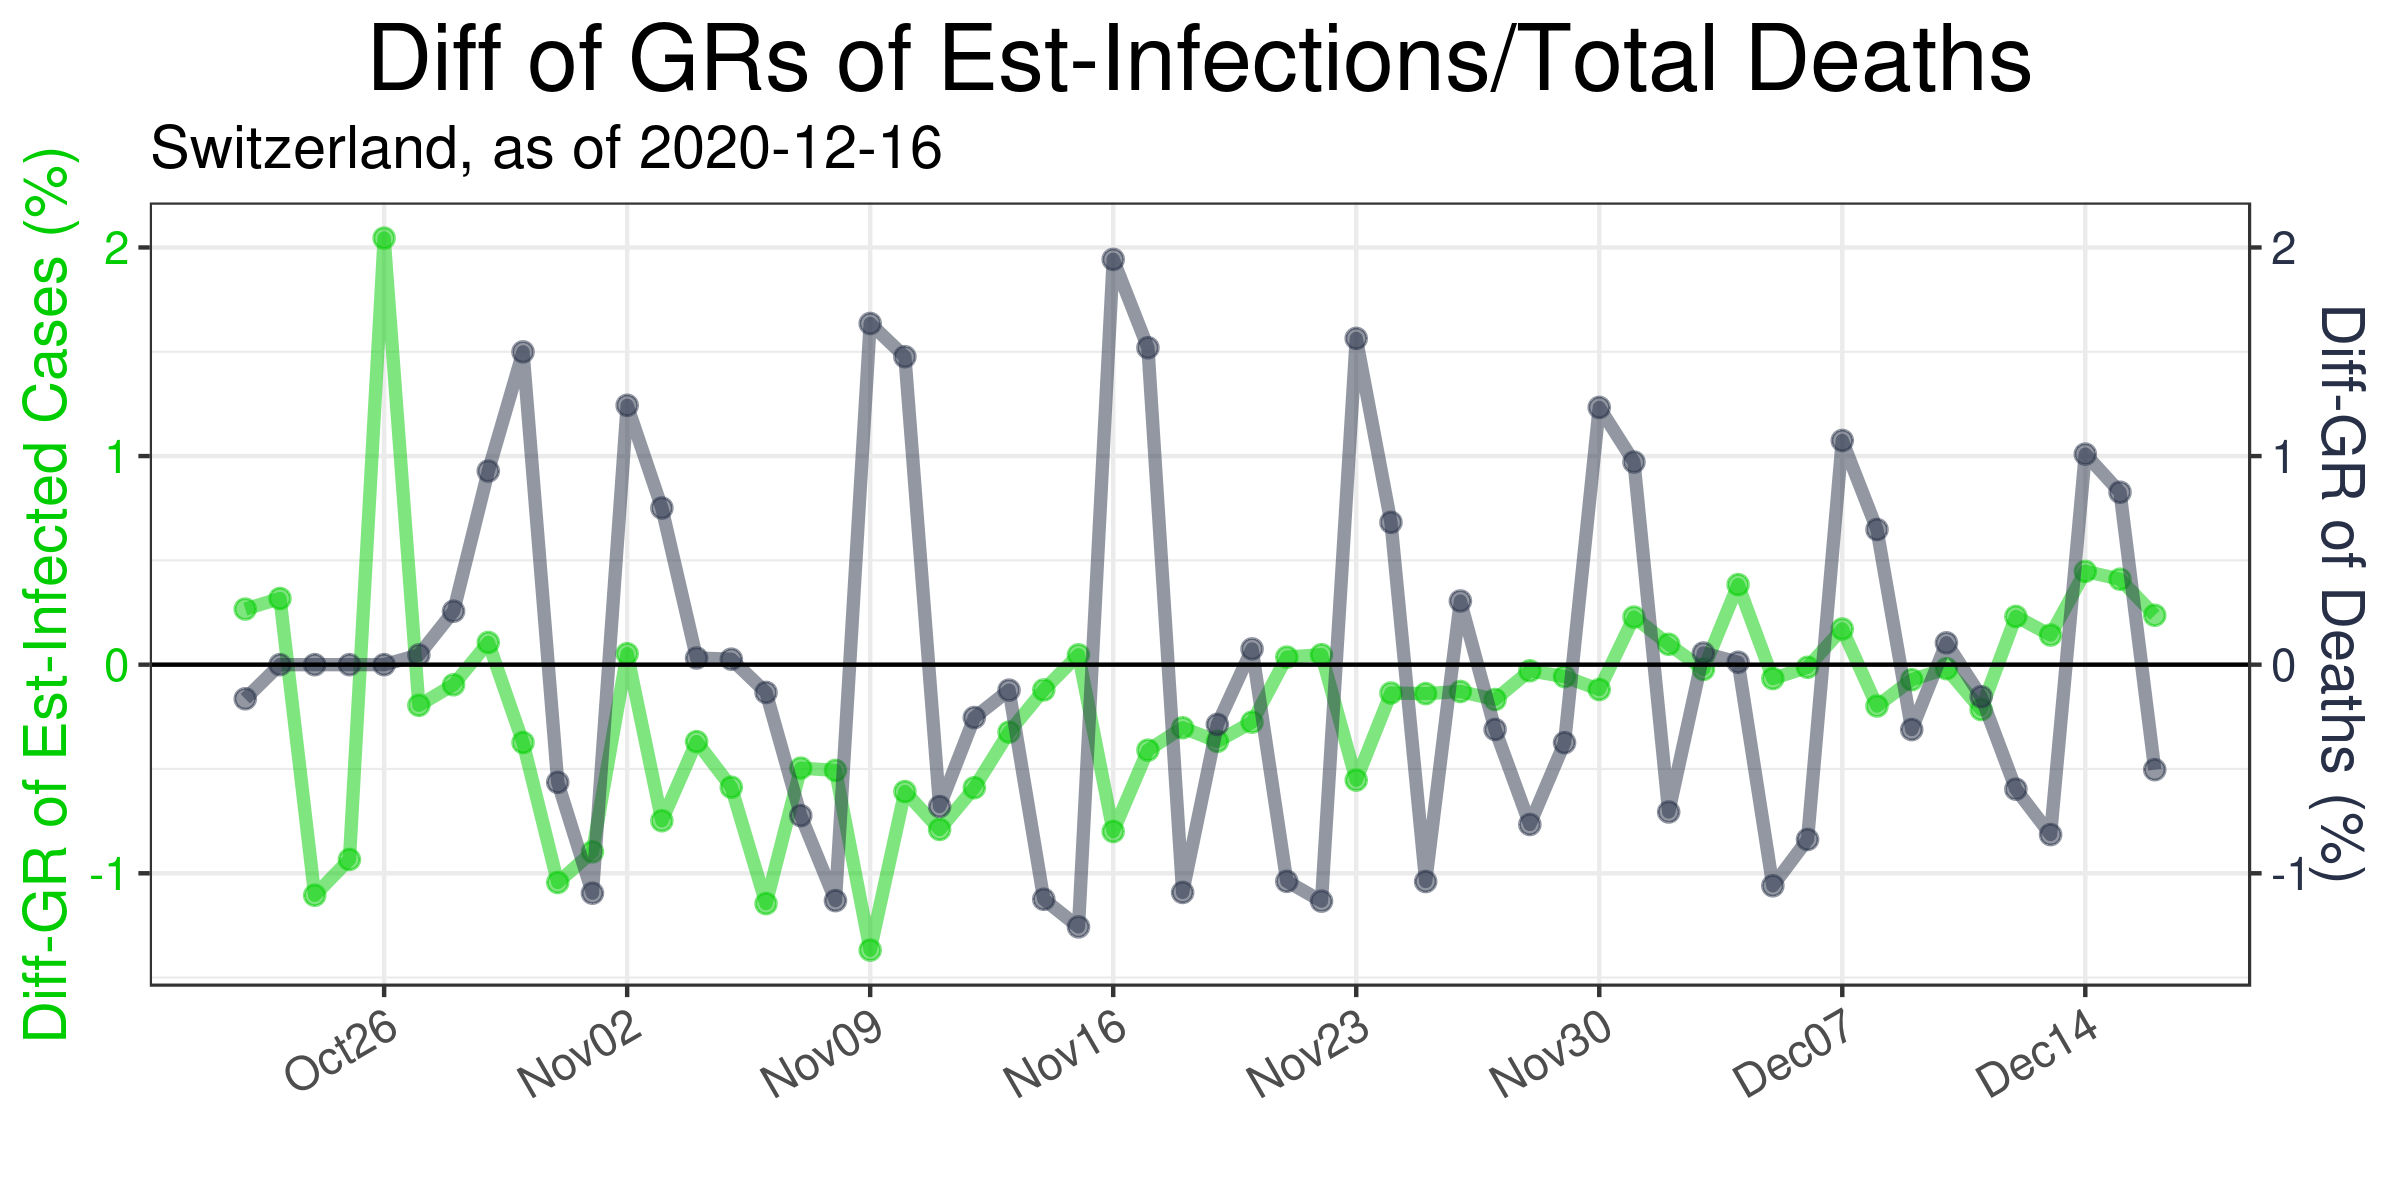 Diff of GRs of Est-Infections/Total Deaths
Switzerland, as of 2020-12-16
Diff-GR of Est-Infected Cases (%)
2
1
0
-1
2
1
0
-1
Diff-GR of Deaths (%)
Oct26
Nov02
Nov09
Nov16
Nov23
Nov30
Dec07
Dec14